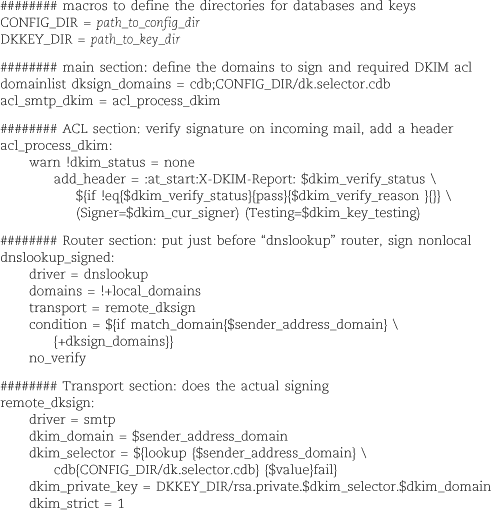 ######## macros to define the directories for databases and keys
CONFIG_DIR = path_to_config_dir
DKKEY_DIR = path_to_key_dir
######## main section: define the domains to sign and required DKIM acl
domainlist dksign_domains = cdb;CONFIG_DIR/dk.selector.cdb
acl_smtp_dkim = acl_process_dkim
######## ACL section: verify signature on incoming mail, add a header
acl_process_dkim:
warn !dkim_status = none
add_header = :at_start:X-DKIM-Report: $dkim_verify_status \
${if !eq{$dkim_verify_status}{pass}{$dkim_verify_reason }{}} \
(Signer=$dkim_cur_signer) (Testing=$dkim_key_testing)
######## Router section: put just before “dnslookup” router, sign nonlocal
dnslookup_signed:
driver = dnslookup
domains = !+local_domains
transport = remote_dksign
condition = ${if match_domain{$sender_address_domain} \
{+dksign_domains}}
no_verify
######## Transport section: does the actual signing
remote_dksign:
driver = smtp
dkim_domain = $sender_address_domain
dkim_selector = ${lookup {$sender_address_domain} \
cdb{CONFIG_DIR/dk.selector.cdb} {$value}fail}
dkim_private_key = DKKEY_DIR/rsa.private.$dkim_selector.$dkim_domain
dkim_strict = 1